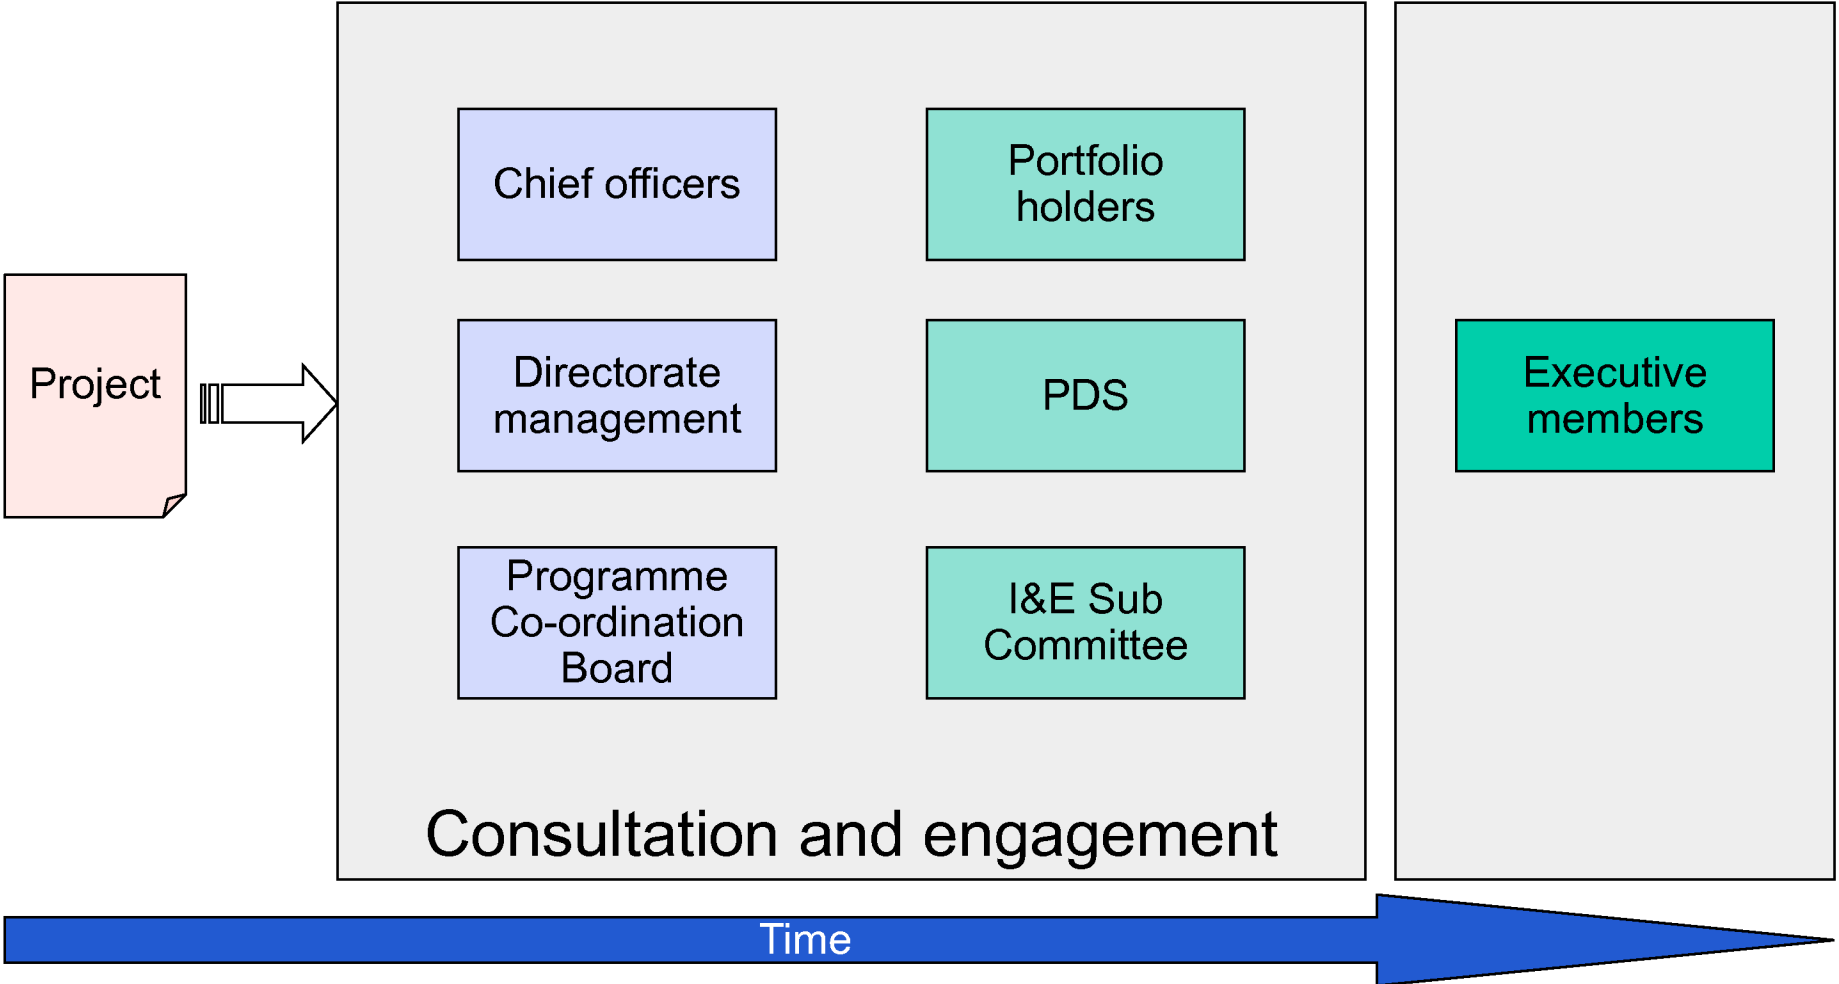 Project
Chief officers
Directorate
management
Programme
Co-ordination
Board
Portfolio
holders
PDS
I&E Sub
Committee
Consultation and engagement
Executive
members
Time